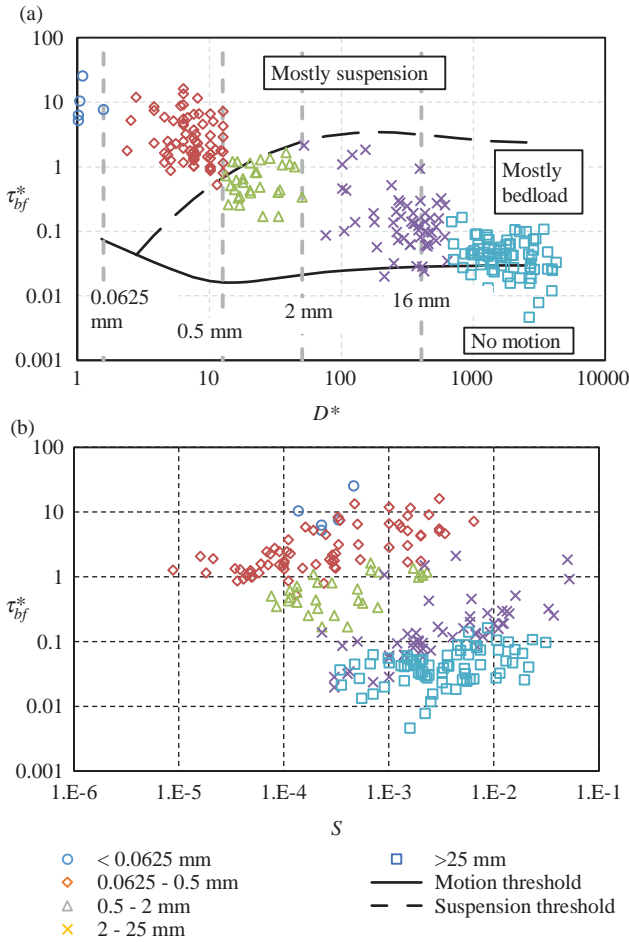 (a)
100
10
1
0.1
0.01
0.001
τ*bf
Mostly suspension
Mostly
bedload
No motion
0.0625
mm
0.5 mm
2 mm
16 mm
1
10
100
1000
10000
D*
(b)
100
10
1
0.1
0.01
0.001
τ*bf
1.E-6
1.E-5
1.E-4
1.E-3
1.E-2
1.E-1
S
< 0.0625 mm
0.0625 - 0.5 mm
0.5 - 2 mm
2 - 25 mm
>25 mm
Motion threshold
Suspension threshold